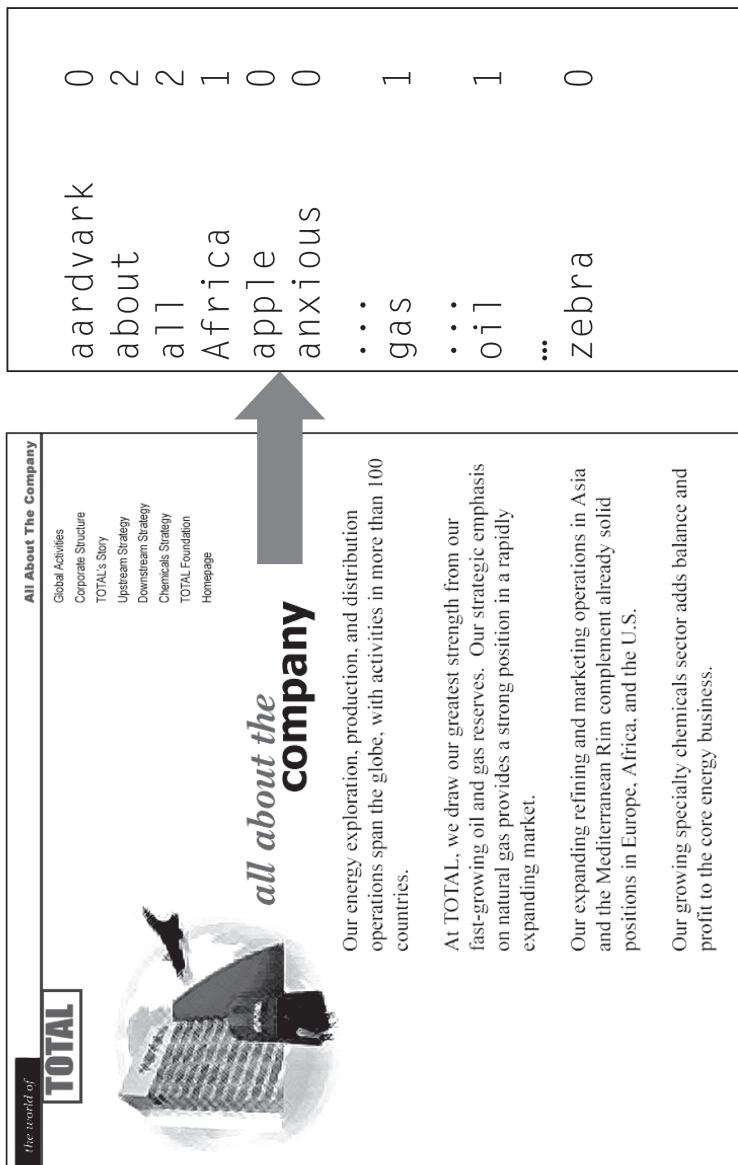 the world of
TOTAL
All About The Company
Global Activities
Corporate Structure
TOTAL's Story
Upstream Strategy
Downstream Strategy
Chemicals Strategy
TOTAL Foundation
Homepage
all about the
company
Our energy exploration, production, and distribution
operations span the globe, with activities in more than 100
countries.
At TOTAL, we draw our greatest strength from our
fast-growing oil and gas reserves. Our strategic emphasis
on natural gas provides a strong position in a rapidly
expanding market.
Our expanding refining and marketing operations in Asia
and the Mediterranean Rim complement already solid
positions in Europe, Africa, and the U.S.
Our growing specialty chemicals sector adds balance and
profit to the core energy business.
aardvark 0
about 2
all 2
Africa 1
apple 0
anxious 0
...
gas 1
...
oil 1
...
zebra 0